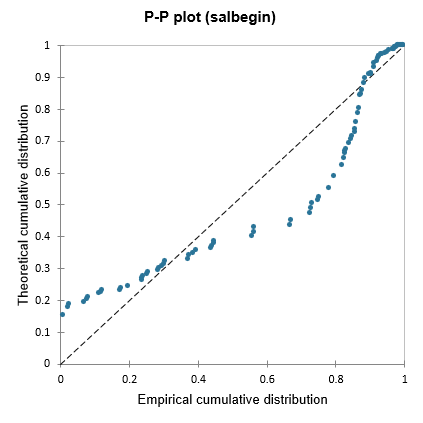 P-P plot (salbegin)
Theoretical cumulative distribution
1
0.9
0.8
0.7
0.6
0.5
0.4
0.3
0.2
0.1
0
0 0.2 0.4 0.6 0.8 1
Empirical cumulative distribution